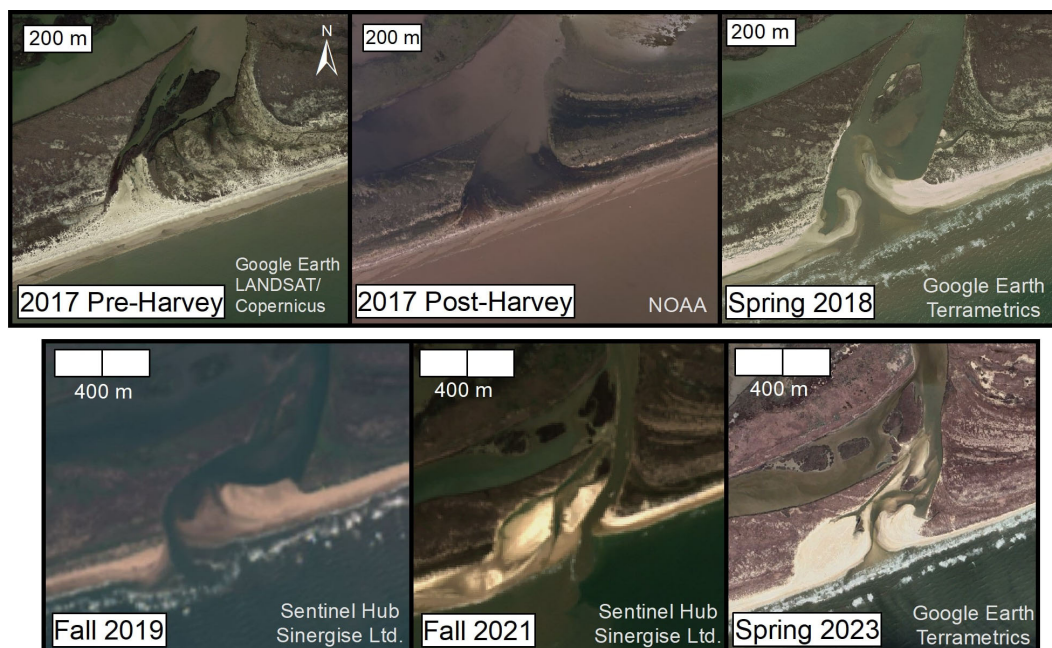 200 m
N
Google Earth
LANDSAT/
Copernicus
2017 Pre-Harvey
200 m
2017 Post-Harvey
NOAA
200 m
Spring 2018
Google Earth
Terrametrics
400 m
Fall 2019
Sentinel Hub
Sinergise Ltd.
400 m
Fall 2021
Sentinel Hub
Sinergise Ltd.
400 m
Spring 2023
Google Earth
Terrametrics